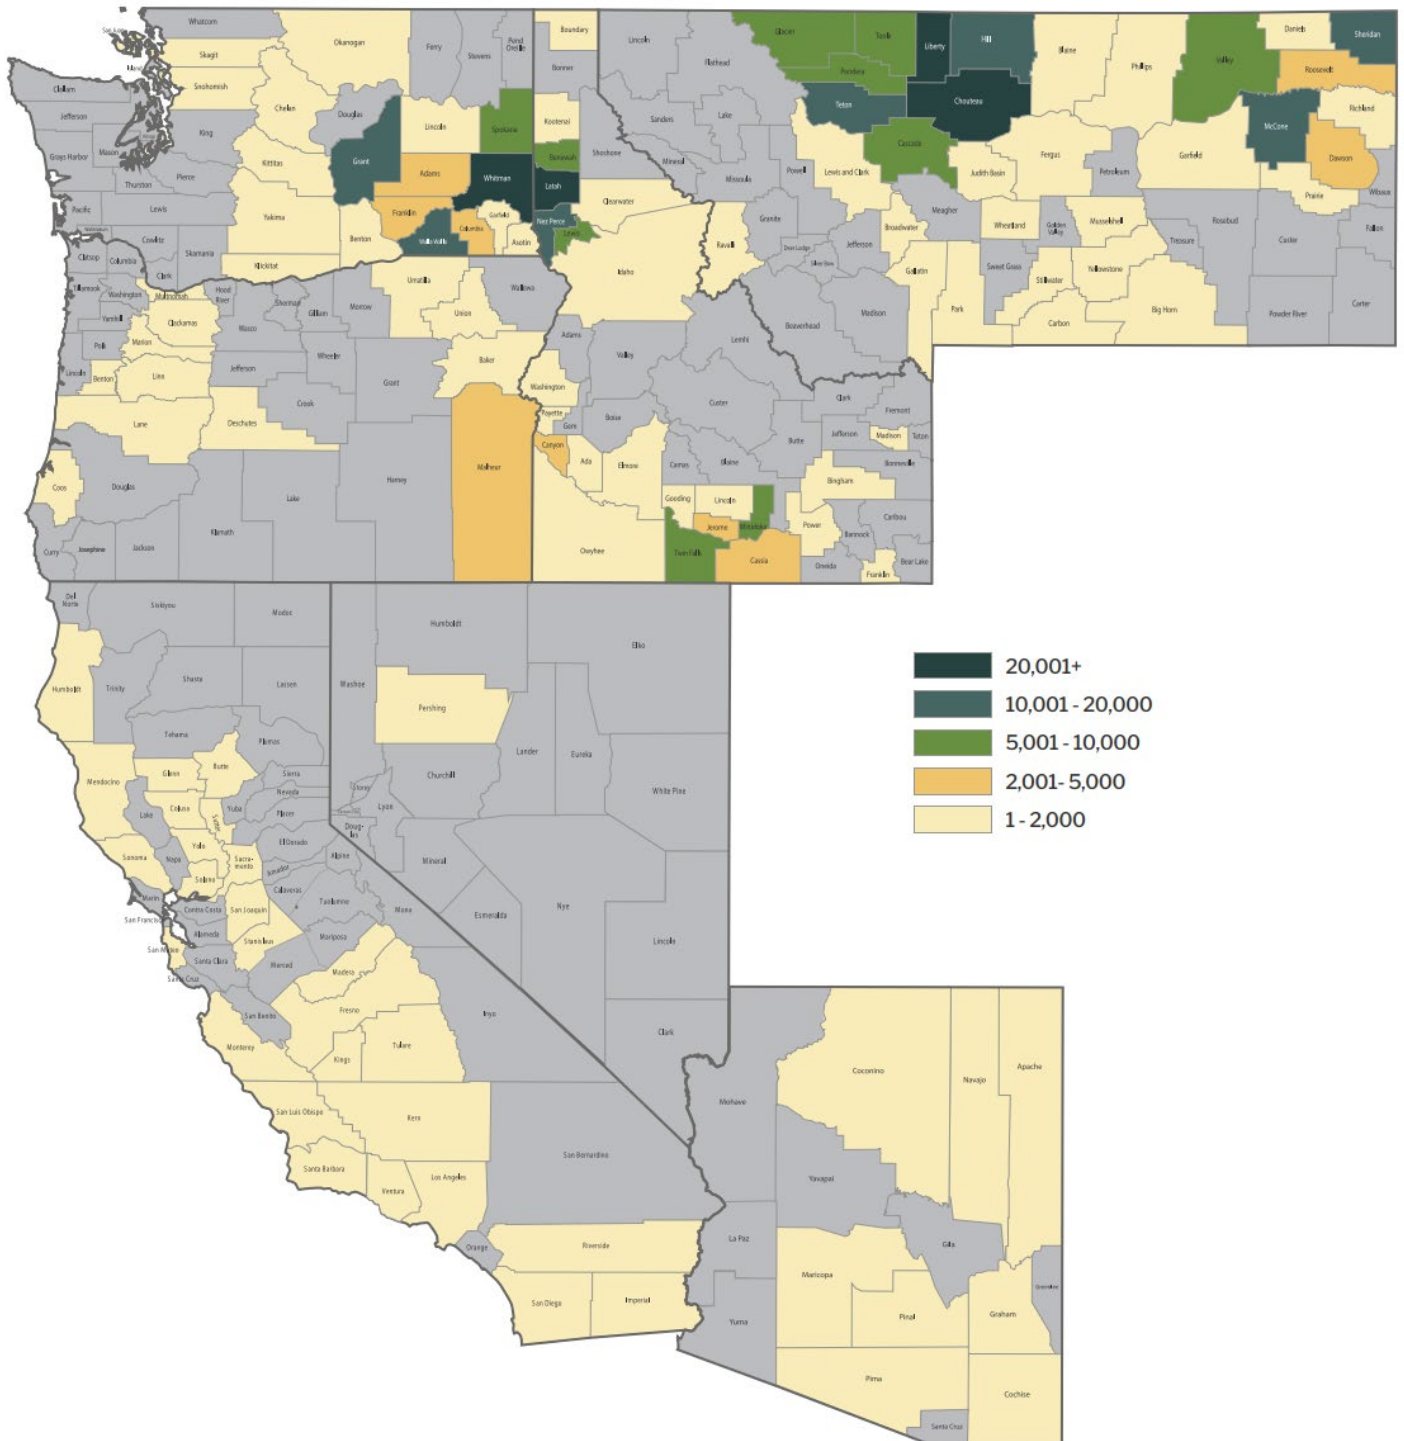 Whatcom
San Juan
Skagit
Island
Snohomish
Okanogan
Ferry
Stevens
Pend
Oreille
Clallam
Jefferson
Chelan
Douglas
Lincoln
Spokane
King
Grays Harbor
Mason
Kittitas
Grant
Adams
Whitman
Pierce
Thurston
Pacific
Lewis
Yakima
Franklin
Garfield
Columbia
Walla Walla
Benton
Asotin
Cowlitz
Skamania
Klickitat
Clark
Boundary
Bonner
Kootenai
Benewah
Shoshone
Latah
Clearwater
Nez Perce
Lewis
Idaho
Lincoln
Flathead
Glacier
Toole
Liberty
Hill
Blaine
Phillips
Valley
Daniels
Sheridan
Roosevelt
Pondera
Teton
Chouteau
Richland
McCone
Sanders
Lake
Cascade
Mineral
Missoula
Powell
Lewis and Clark
Judith Basin
Fergus
Petroleum
Garfield
Dawson
Prairie
Wibaux
Granite
Meagher
Wheatland
Golden
Valley
Musselshell
Rosebud
Treasure
Custer
Fallon
Ravalli
Deer Lodge
Silver Bow
Jefferson
Broadwater
Gallatin
Sweet Grass
Stillwater
Yellowstone
Beaverhead
Madison
Park
Carbon
Big Horn
Powder River
Carter
Clatsop
Columbia
Tillamook
Washington
Multnomah
Hood
River
Sherman
Gilliam
Morrow
Umatilla
Union
Wallowa
Yamhill
Clackamas
Wasco
Polk
Marion
Jefferson
Wheeler
Grant
Baker
Lincoln
Benton
Linn
Crook
Lane
Deschutes
Malheur
Coos
Douglas
Lake
Harney
Klamath
Curry
Josephine
Jackson
Adams
Valley
Lemhi
Washington
Payette
Gem
Boise
Custer
Clark
Fremont
Butte
Jefferson
Madison
Teton
Canyon
Ada
Elmore
Camas
Blaine
Bonneville
Bingham
Gooding
Lincoln
Jerome
Minidoka
Power
Bannock
Caribou
Owyhee
Twin Falls
Cassia
Oneida
Franklin
Bear Lake
Del
Norte
Siskiyou
Modoc
Humboldt
Trinity
Shasta
Lassen
Tehama
Plumas
Mendocino
Glenn
Butte
Sierra
Nevada
Lake
Colusa
Sutter
Yuba
Placer
Sonoma
Napa
Yolo
El Dorado
Sacra-
mento
Solano
Amador
Alpine
Marin
Calaveras
Tuolumne
Mono
San Francisco
Contra Costa
San Joaquin
Alameda
Stanislaus
Mariposa
San Mateo
Santa Clara
Merced
Santa Cruz
Madera
San Benito
Fresno
Inyo
Monterey
Kings
Tulare
San Luis Obispo
Kern
San Bernardino
Santa Barbara
Ventura
Los Angeles
Orange
Riverside
San Diego
Imperial
Humboldt
Elko
Washoe
Pershing
Lander
Eureka
Churchill
White Pine
Storey
Lyon
Doug-
las
Mineral
Nye
Esmeralda
Lincoln
Clark
20,001+
10,001 - 20,000
5,001 - 10,000
2,001- 5,000
1 - 2,000
Mohave
Coconino
Navajo
Apache
Yavapai
La Paz
Gila
Maricopa
Greenlee
Yuma
Pinal
Graham
Pima
Cochise
Santa Cruz